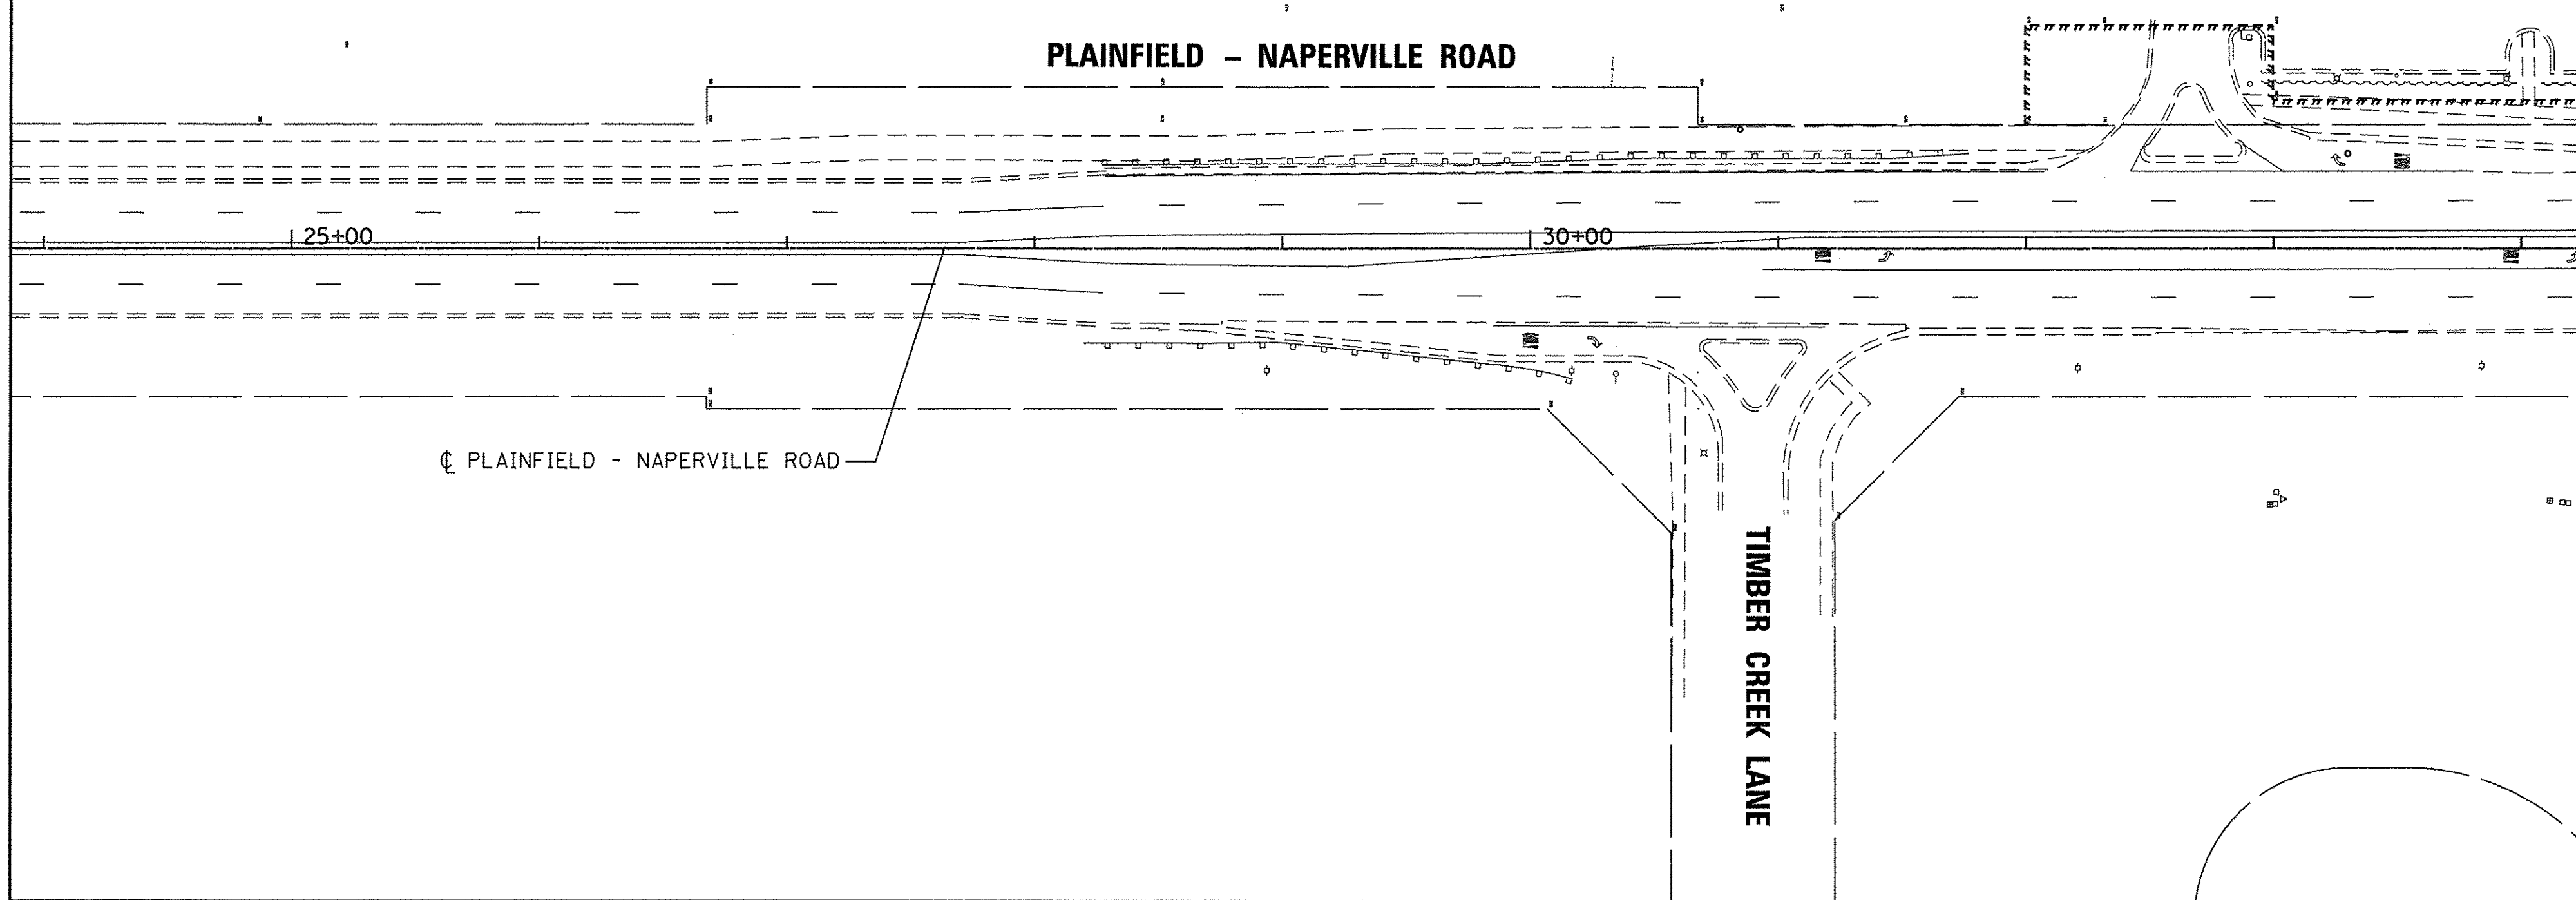 PLAINFIELD – NAPERVILLE ROAD
25+00
30+00
℄ PLAINFIELD - NAPERVILLE ROAD
TIMBER CREEK LANE